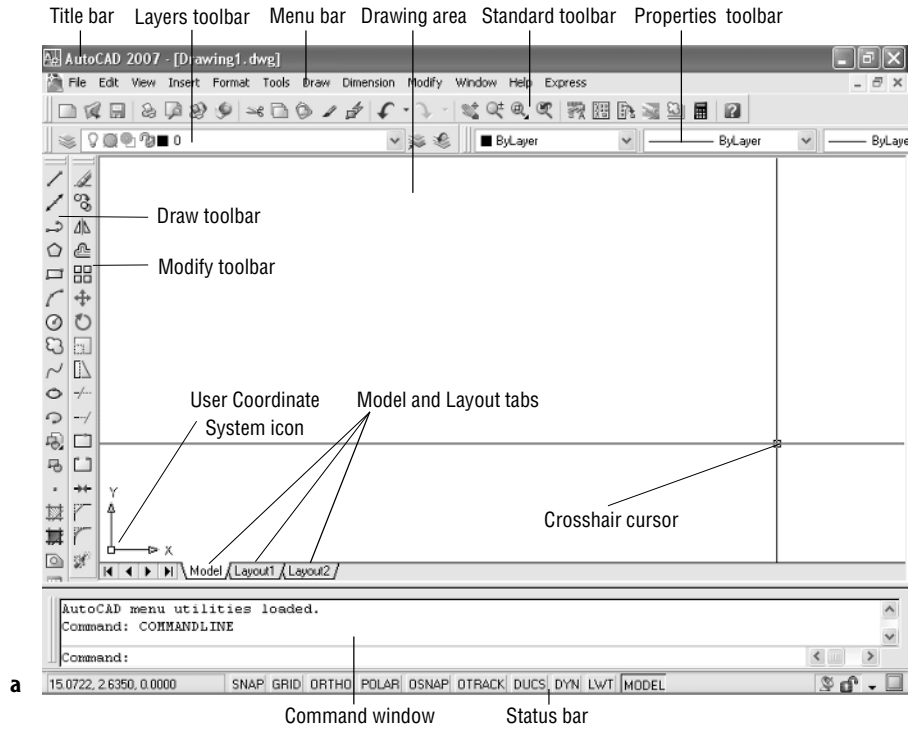 Title bar Layers toolbar Menu bar Drawing area Standard toolbar Properties toolbar
AutoCAD 2007 - [Drawing1.dwg]
File Edit View Insert Format Tools Draw Dimension Modify Window Help Express
0 ByLayer ByLayer ByLaye
Draw toolbar
Modify toolbar
User Coordinate System icon
Model and Layout tabs
Crosshair cursor
Y
X
Model Layout1 Layout2
AutoCAD menu utilities loaded.
Command: COMMANDLINE
Command:
a
15.0722, 2.6350, 0.0000 SNAP GRID ORTHO POLAR OSNAP OTRACK DUCS DYN LWT MODEL
Command window Status bar